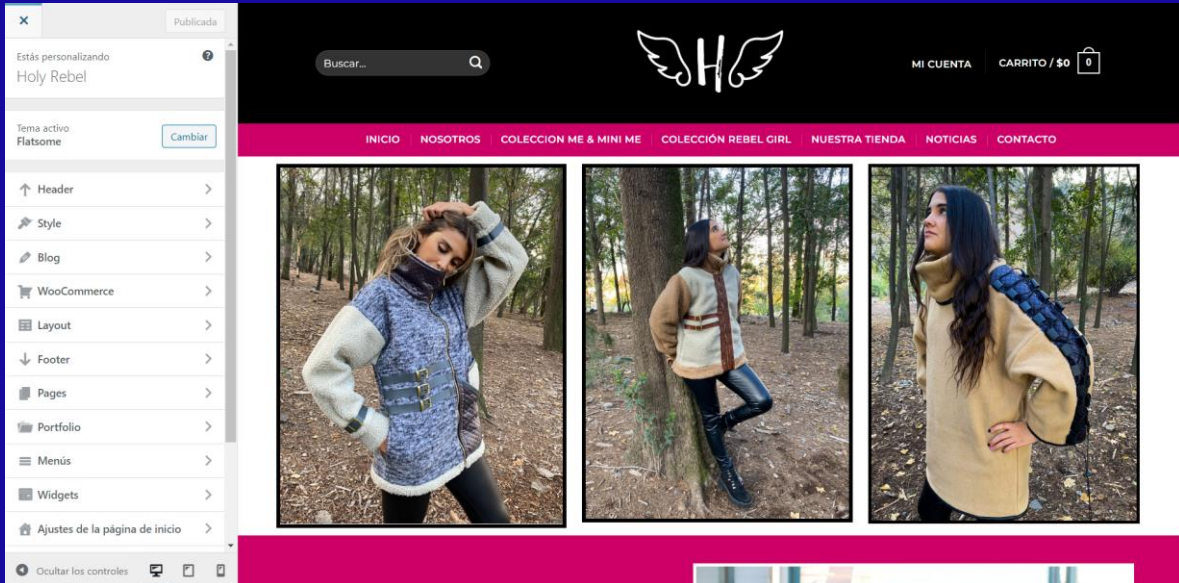 Publicada
Estás personalizando
Holy Rebel
Tema activo
Flatsome
Cambiar
Header
Style
Blog
WooCommerce
Layout
Footer
Pages
Portfolio
Menús
Widgets
Ajustes de la página de inicio
Ocultar los controles
Buscar...
H
MI CUENTA
CARRITO / $0
0
INICIO
NOSOTROS
COLECCION ME & MINI ME
COLECCIÓN REBEL GIRL
NUESTRA TIENDA
NOTICIAS
CONTACTO